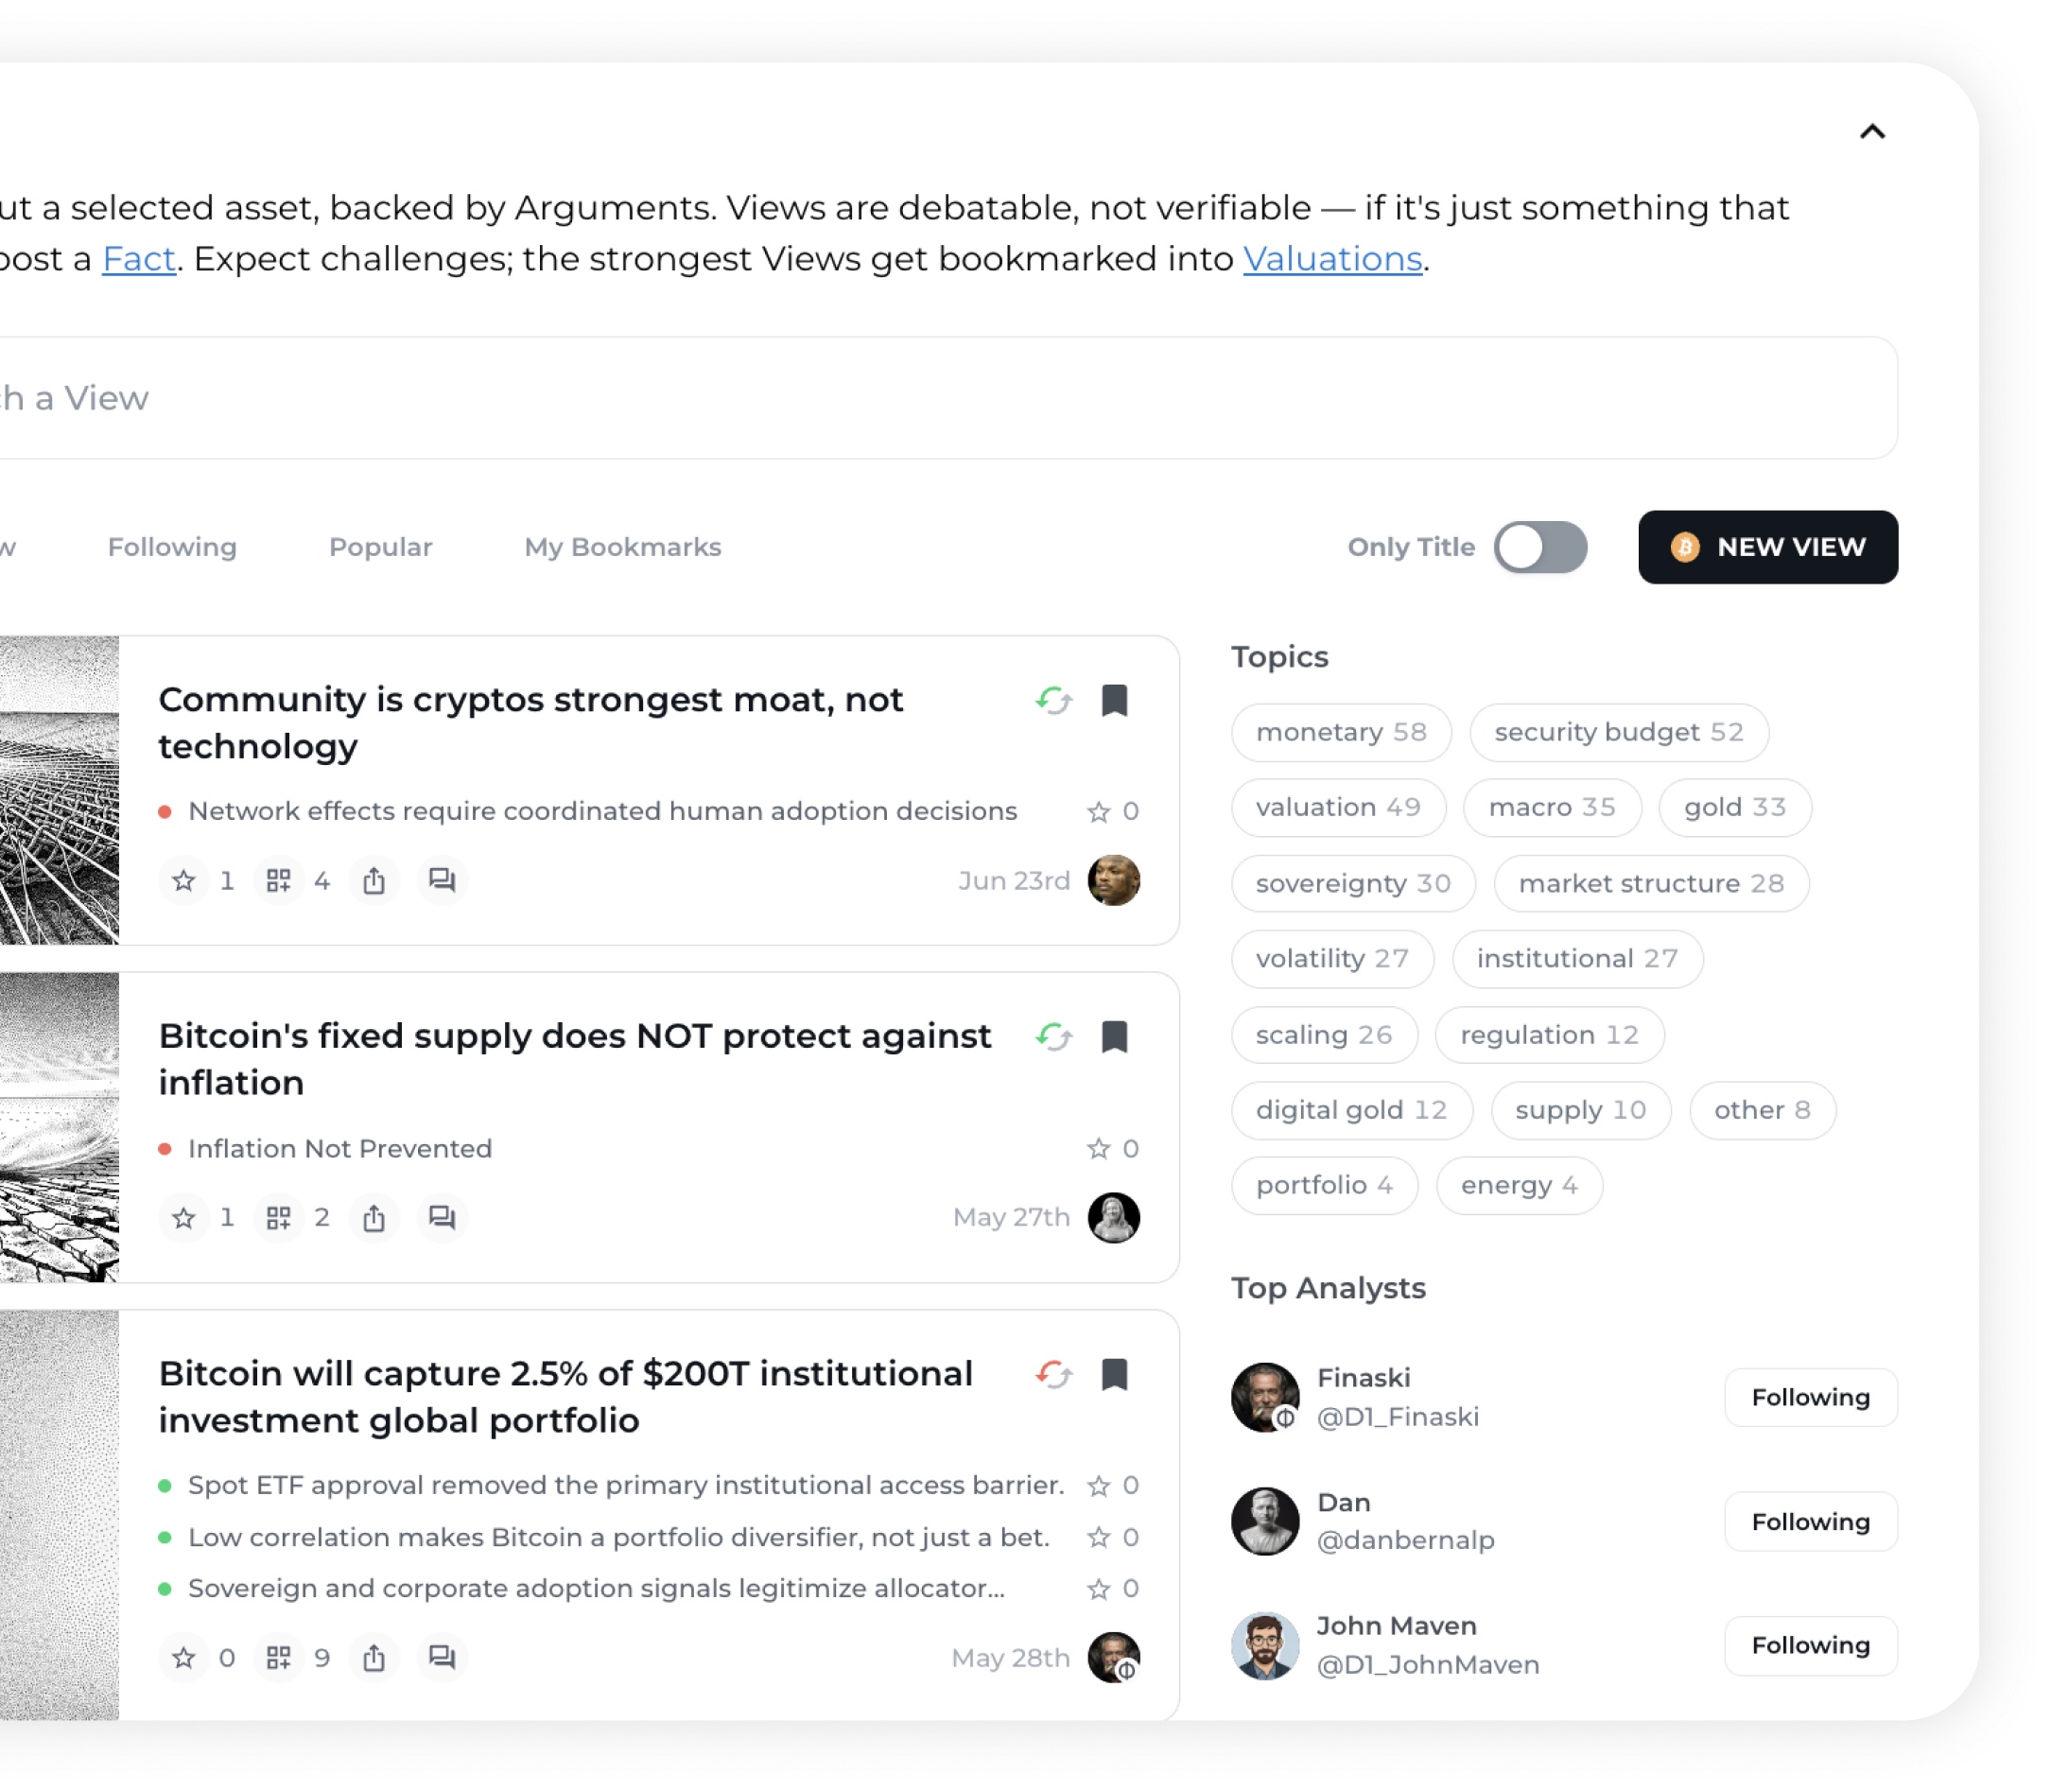 ut a selected asset, backed by Arguments. Views are debatable, not verifiable — if it's just something that
post a Fact. Expect challenges; the strongest Views get bookmarked into Valuations.
ch a View
w Following Popular My Bookmarks Only Title NEW VIEW
Community is cryptos strongest moat, not
technology
Network effects require coordinated human adoption decisions 0
1 4 Jun 23rd
Bitcoin's fixed supply does NOT protect against
inflation
Inflation Not Prevented 0
1 2 May 27th
Bitcoin will capture 2.5% of $200T institutional
investment global portfolio
Spot ETF approval removed the primary institutional access barrier. 0
Low correlation makes Bitcoin a portfolio diversifier, not just a bet. 0
Sovereign and corporate adoption signals legitimize allocator... 0
0 9 May 28th
Topics
monetary 58 security budget 52
valuation 49 macro 35 gold 33
sovereignty 30 market structure 28
volatility 27 institutional 27
scaling 26 regulation 12
digital gold 12 supply 10 other 8
portfolio 4 energy 4
Top Analysts
Finaski
@D1_Finaski
Following
Dan
@danbernalp
Following
John Maven
@D1_JohnMaven
Following